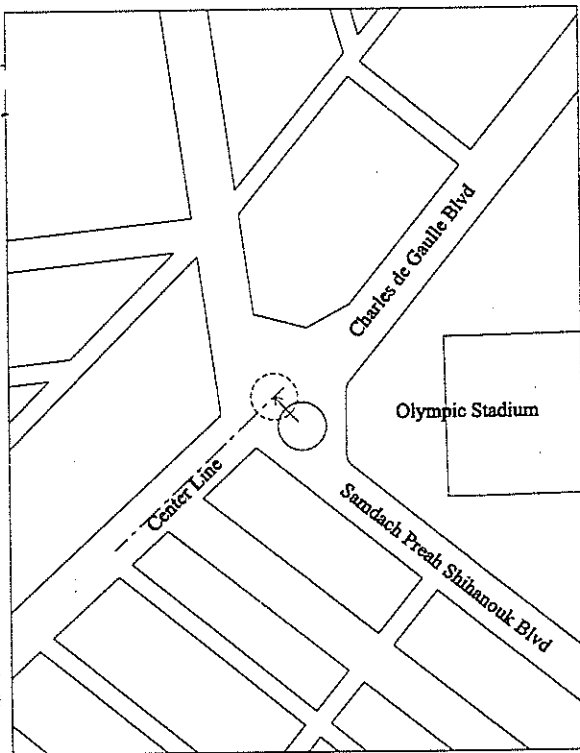 Charles de Gaulle Blvd
Olympic Stadium
Center Line
Samdach Preah Shihanouk Blvd